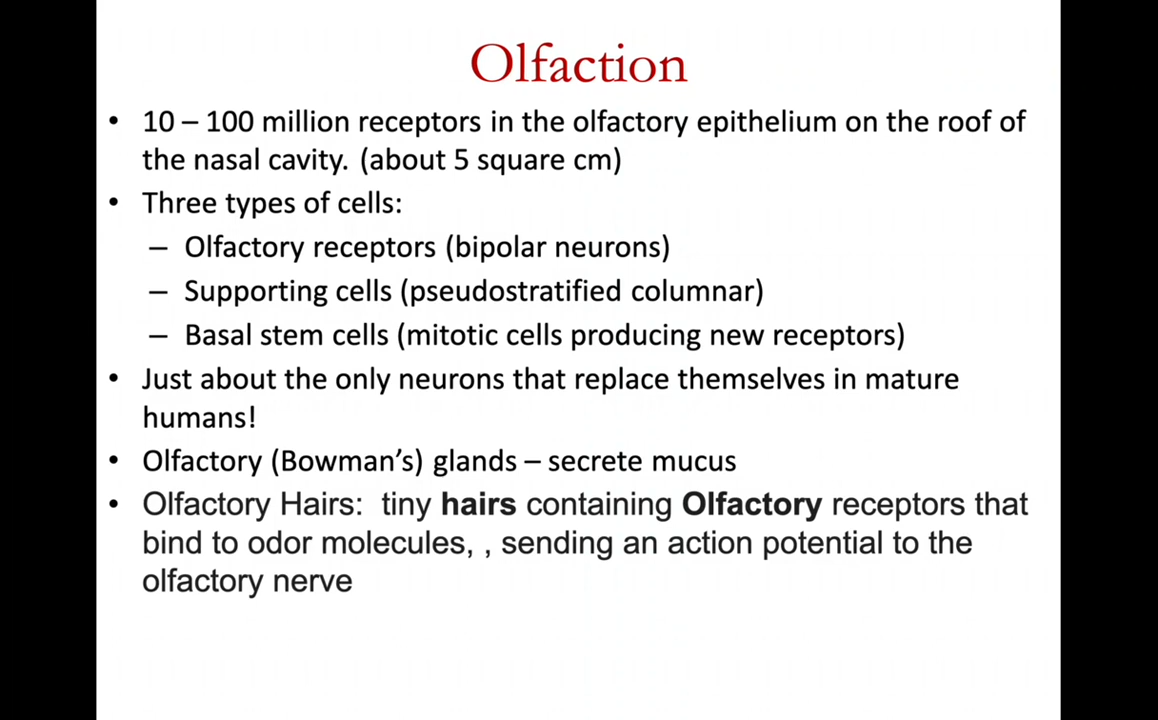 Olfaction
• 10 – 100 million receptors in the olfactory epithelium on the roof of
the nasal cavity. (about 5 square cm)
• Three types of cells:
– Olfactory receptors (bipolar neurons)
– Supporting cells (pseudostratified columnar)
– Basal stem cells (mitotic cells producing new receptors)
• Just about the only neurons that replace themselves in mature
humans!
• Olfactory (Bowman’s) glands – secrete mucus
• Olfactory Hairs:  tiny hairs containing Olfactory receptors that
bind to odor molecules, , sending an action potential to the
olfactory nerve